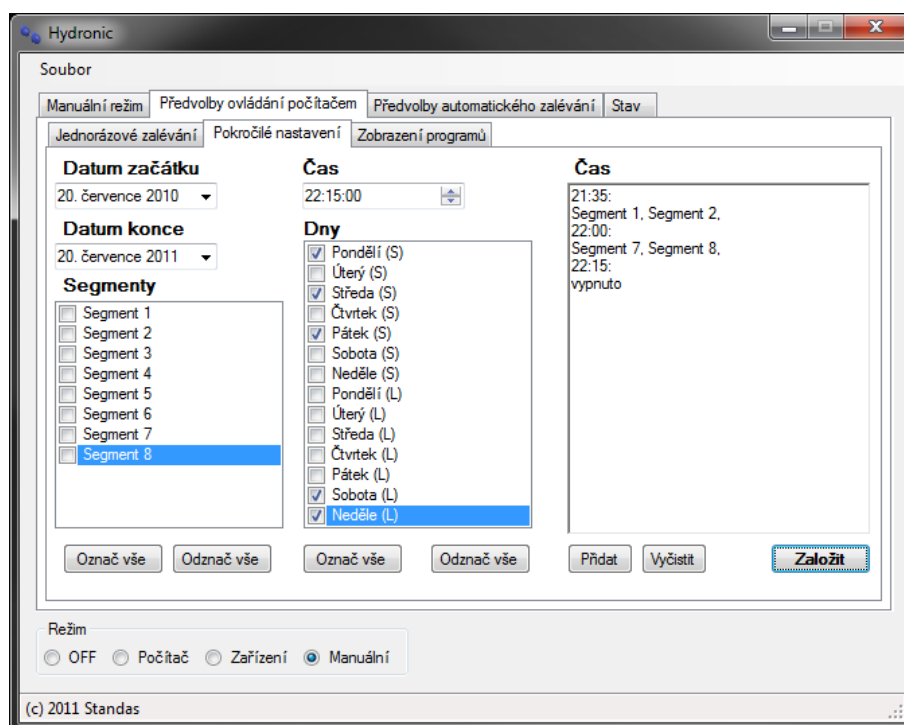 Hydronic
Soubor
Manuální režim Předvolby ovládání počítačem Předvolby automatického zalévání Stav
Jednorázové zalévání Pokročilé nastavení Zobrazení programů
Datum začátku
20. července 2010
Datum konce
20. července 2011
Segmenty
Segment 1
Segment 2
Segment 3
Segment 4
Segment 5
Segment 6
Segment 7
Segment 8
Označ vše Odznač vše
Čas
22:15:00
Dny
Pondělí (S)
Úterý (S)
Středa (S)
Čtvrtek (S)
Pátek (S)
Sobota (S)
Neděle (S)
Pondělí (L)
Úterý (L)
Středa (L)
Čtvrtek (L)
Pátek (L)
Sobota (L)
Neděle (L)
Označ vše Odznač vše
Čas
21:35:
Segment 1, Segment 2,
22:00:
Segment 7, Segment 8,
22:15:
vypnuto
Přidat Vyčistit Založit
Režim
OFF Počítač Zařízení Manuální
(c) 2011 Standas